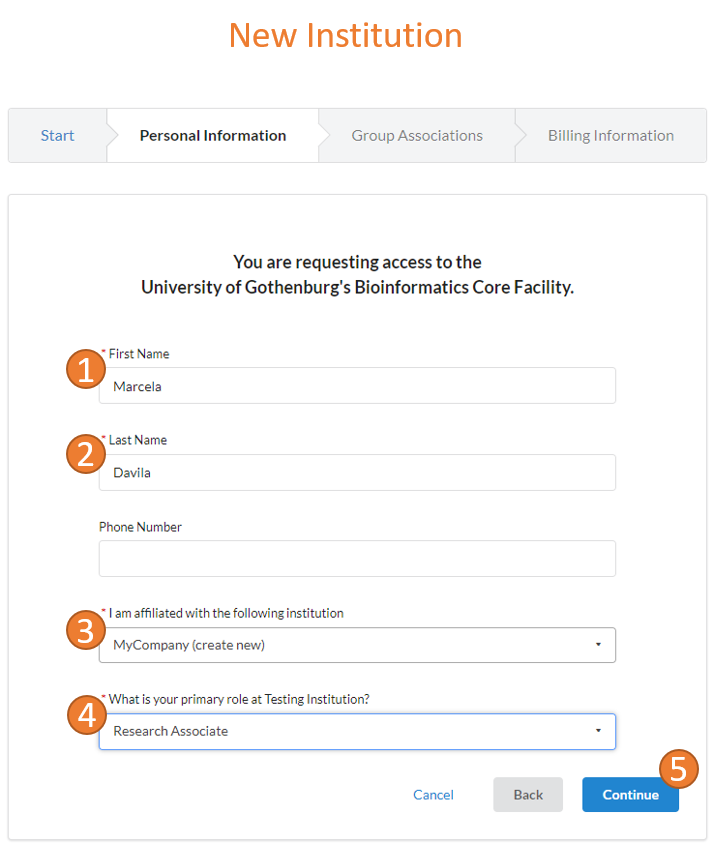 New Institution
Start
Personal Information
Group Associations
Billing Information
You are requesting access to the
University of Gothenburg's Bioinformatics Core Facility.
1
* First Name
Marcela
2
* Last Name
Davila
Phone Number
3
* I am affiliated with the following institution
MyCompany (create new)
4
* What is your primary role at Testing Institution?
Research Associate
5
Cancel
Back
Continue